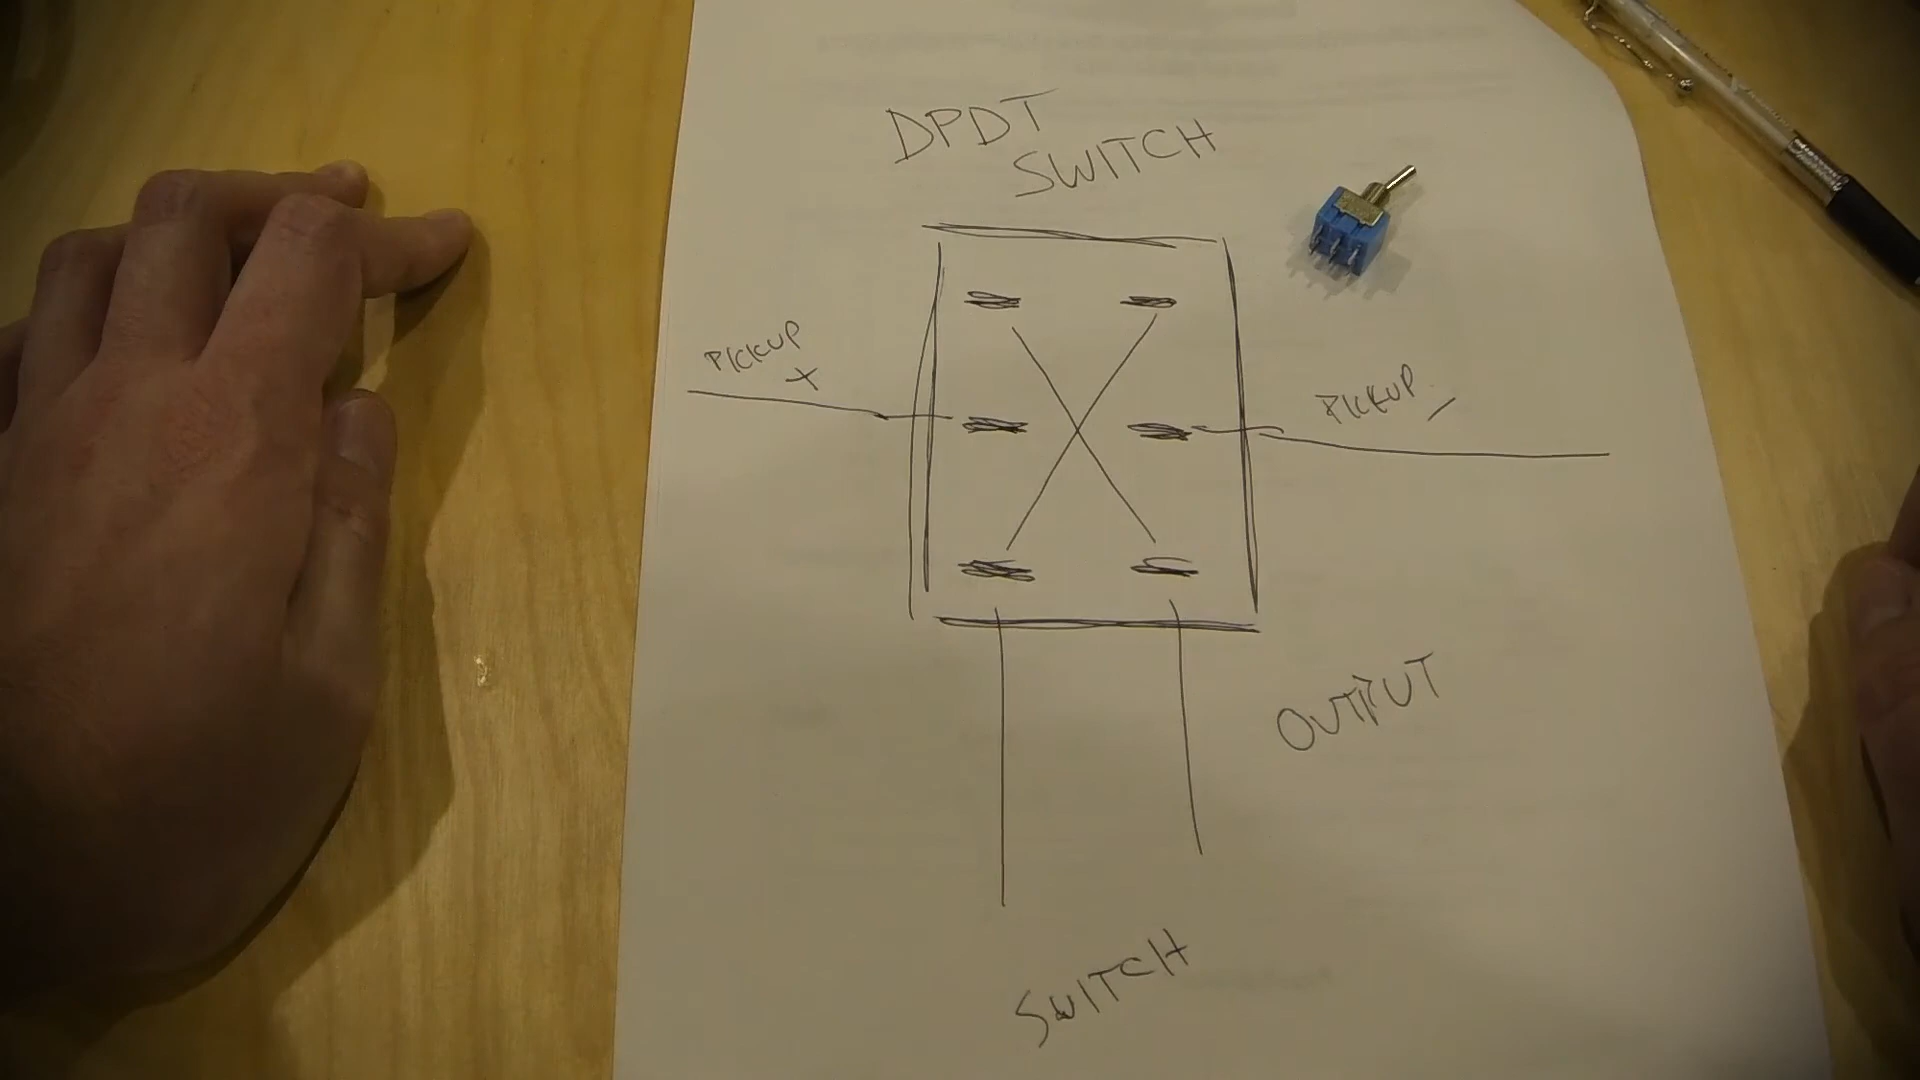 DPDT
SWITCH
PICKUP
+
PICKUP
-
OUTPUT
SWITCH